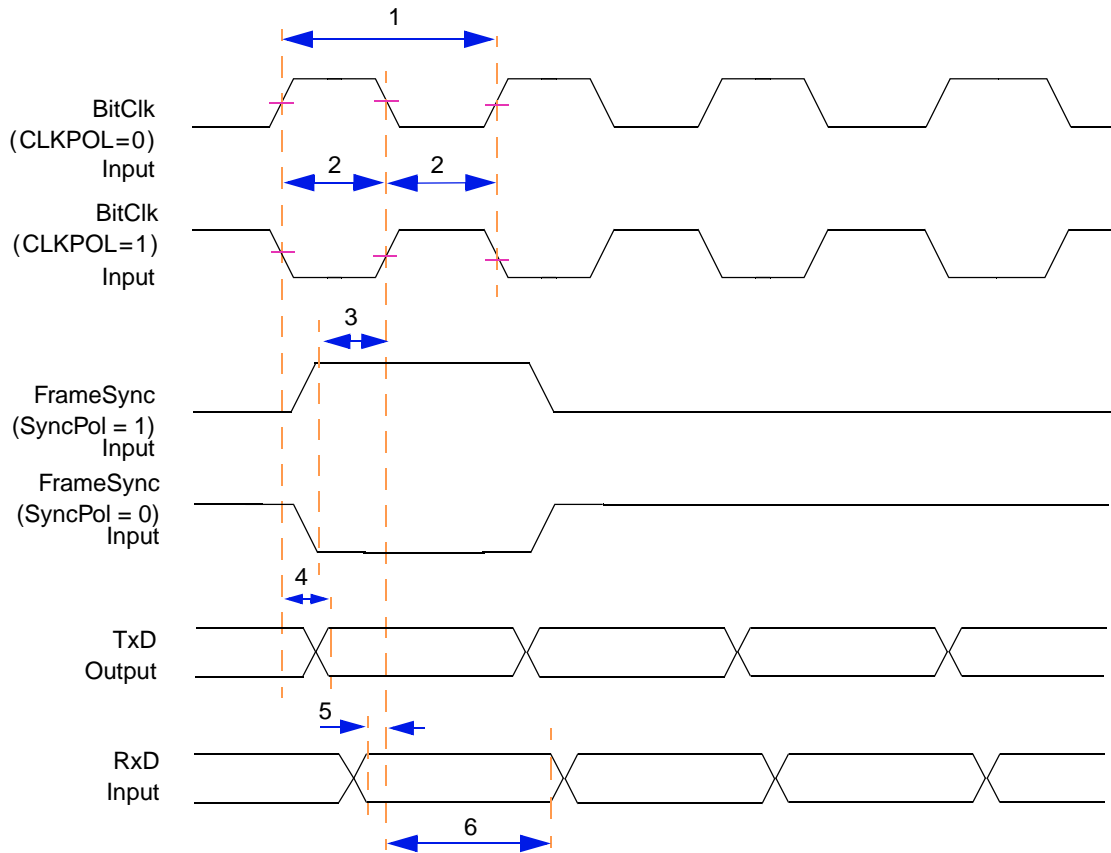 1
BitClk
(CLKPOL=0)
Input
2
2
BitClk
(CLKPOL=1)
Input
3
FrameSync
(SyncPol = 1)
Input
FrameSync
(SyncPol = 0)
Input
4
TxD
Output
5
RxD
Input
6